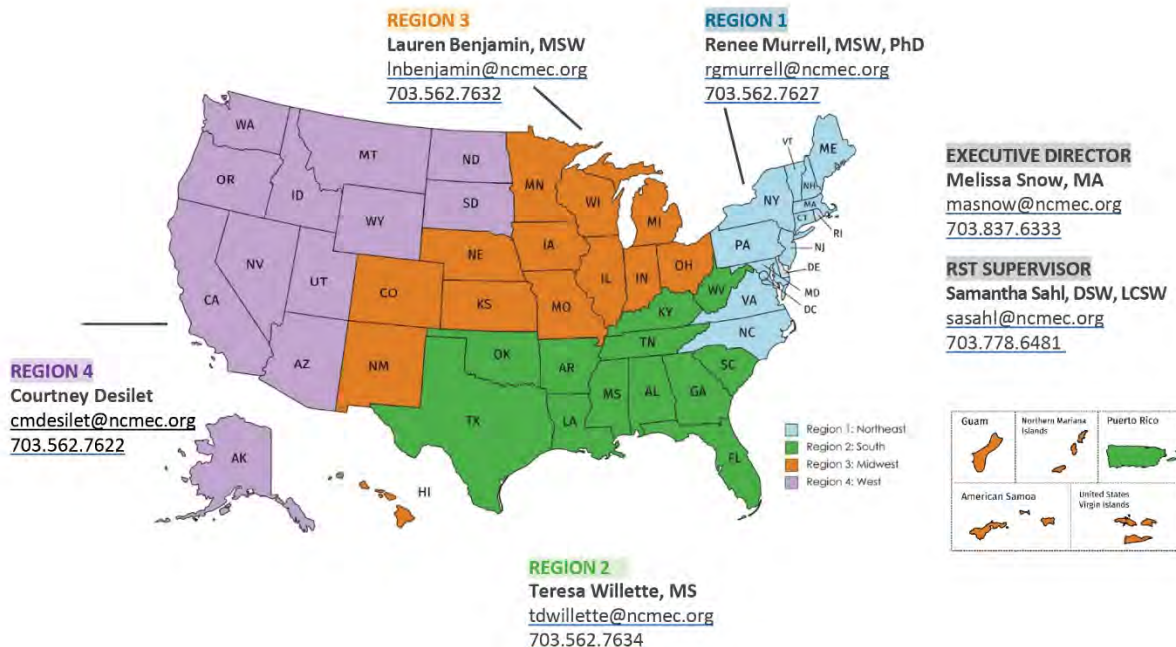 REGION 3
Lauren Benjamin, MSW
lnbenjamin@ncmec.org
703.562.7632
REGION 1
Renee Murrell, MSW, PhD
rgmurrell@ncmec.org
703.562.7627
EXECUTIVE DIRECTOR
Melissa Snow, MA
masnow@ncmec.org
703.837.6333
RST SUPERVISOR
Samantha Sahl, DSW, LCSW
sasahl@ncmec.org
703.778.6481
REGION 4
Courtney Desilet
cmdesilet@ncmec.org
703.562.7622
WA
OR
ID
MT
WY
ND
SD
NV
UT
CA
AZ
AK
HI
MN
WI
MI
NE
IA
IL
IN
OH
CO
KS
MO
NM
OK
AR
TX
LA
MS
AL
GA
FL
SC
TN
KY
WV
VA
NC
PA
NY
VT
NH
ME
MA
CT
RI
NJ
DE
MD
DC
Region 1: Northeast
Region 2: South
Region 3: Midwest
Region 4: West
Guam
Northern Mariana
Islands
Puerto Rico
American Samoa
United States
Virgin Islands
REGION 2
Teresa Willette, MS
tdwillette@ncmec.org
703.562.7634